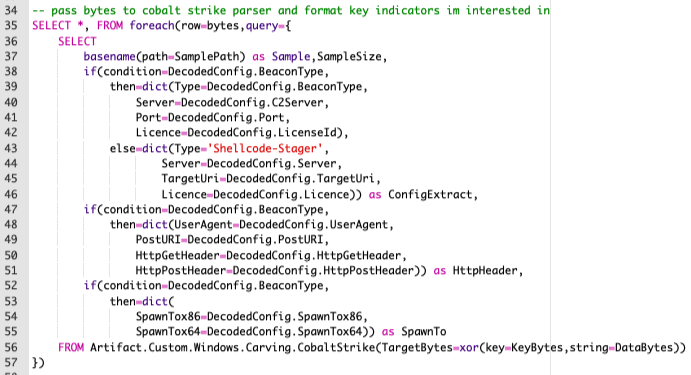 34 -- pass bytes to cobalt strike parser and format key indicators im interested in
35 SELECT *, FROM foreach(row=bytes,query={
36 SELECT
37 basename(path=SamplePath) as Sample,SampleSize,
38 if(condition=DecodedConfig.BeaconType,
39 then=dict(Type=DecodedConfig.BeaconType,
40 Server=DecodedConfig.C2Server,
41 Port=DecodedConfig.Port,
42 Licence=DecodedConfig.LicenseId),
43 else=dict(Type='Shellcode-Stager',
44 Server=DecodedConfig.Server,
45 TargetUri=DecodedConfig.TargetUri,
46 Licence=DecodedConfig.Licence)) as ConfigExtract,
47 if(condition=DecodedConfig.BeaconType,
48 then=dict(UserAgent=DecodedConfig.UserAgent,
49 PostURI=DecodedConfig.PostURI,
50 HttpGetHeader=DecodedConfig.HttpGetHeader,
51 HttpPostHeader=DecodedConfig.HttpPostHeader)) as HttpHeader,
52 if(condition=DecodedConfig.BeaconType,
53 then=dict(
54 SpawnTox86=DecodedConfig.SpawnTox86,
55 SpawnTox64=DecodedConfig.SpawnTox64)) as SpawnTo
56 FROM Artifact.Custom.Windows.Carving.CobaltStrike(TargetBytes=xor(key=KeyBytes,string=DataBytes))
57 })